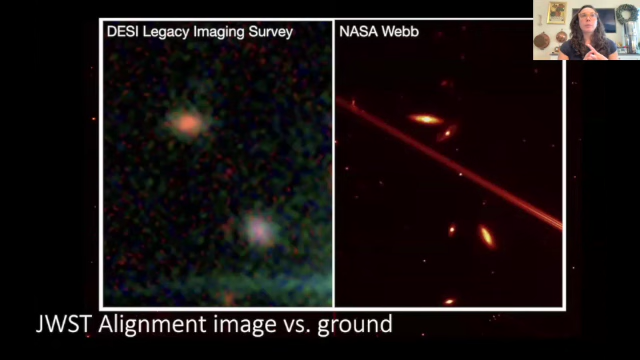 DESI Legacy Imaging Survey
NASA Webb
JWST Alignment image vs. ground